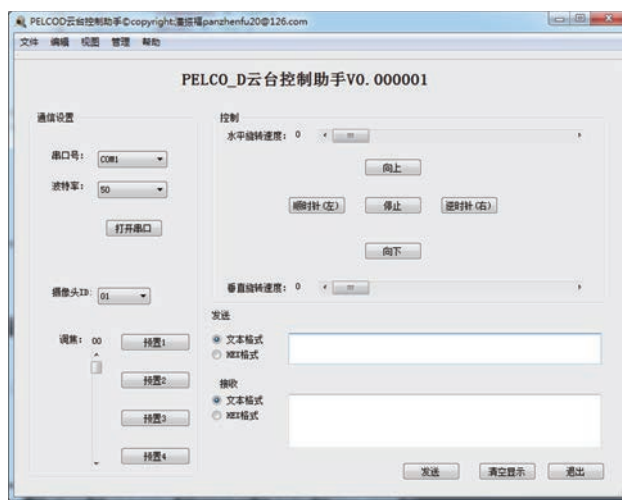 PELCOD云台控制助手©copyright:潘振福panzhenfu20@126.com
文件 编辑 视图 管理 帮助
PELCO_D云台控制助手V0.000001
通信设置
串口号: COM1
波特率: 50
打开串口
摄像头ID: 01
调焦: 00
预置1
预置2
预置3
预置4
控制
水平旋转速度: 0
向上
顺时针(左) 停止 逆时针(右)
向下
垂直旋转速度: 0
发送
文本格式
HEX格式
接收
文本格式
HEX格式
发送 清空显示 退出